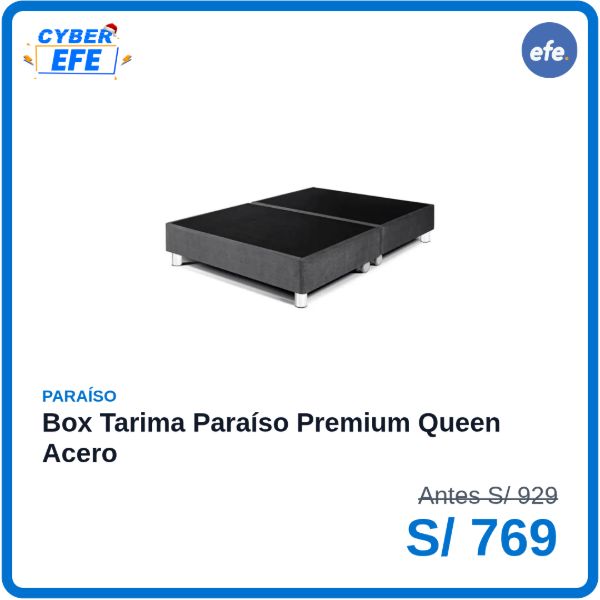 CYBER
EFE
efe.
PARAÍSO
Box Tarima Paraíso Premium Queen
Acero
Antes S/ 929
S/ 769